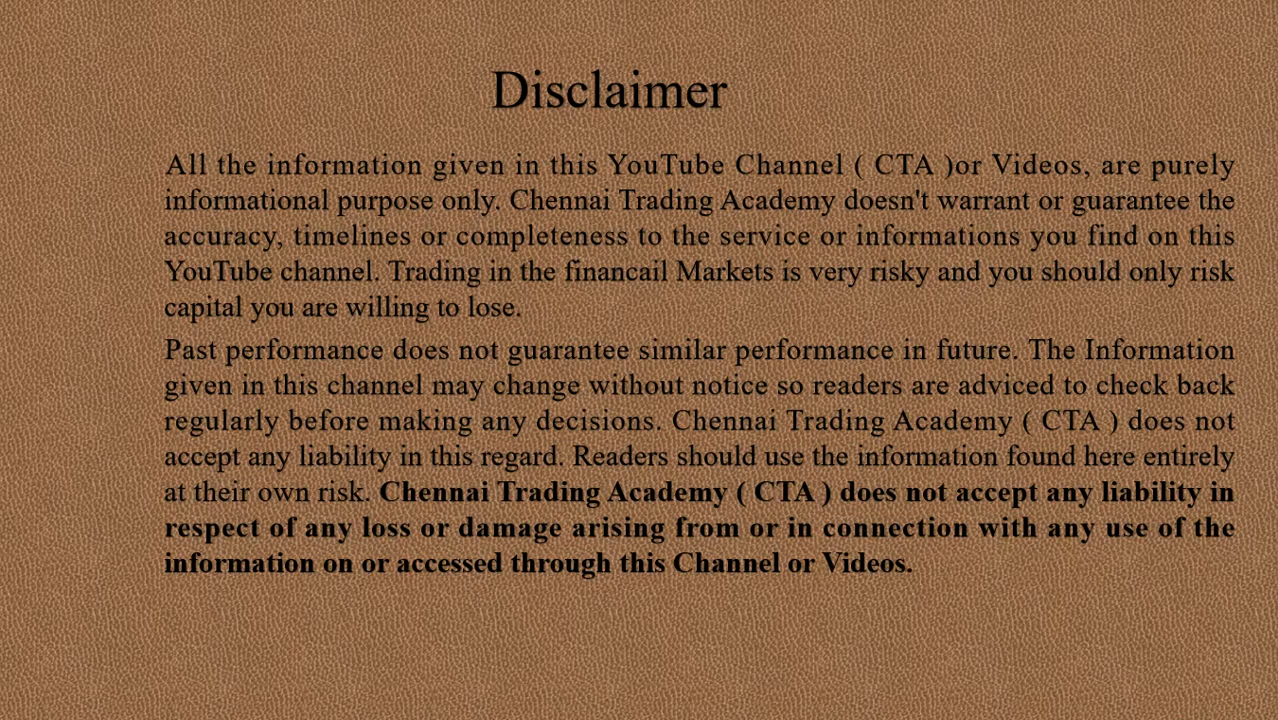 Disclaimer
All the information given in this YouTube Channel ( CTA )or Videos, are purely
informational purpose only. Chennai Trading Academy doesn't warrant or guarantee the
accuracy, timelines or completeness to the service or informations you find on this
YouTube channel. Trading in the financail Markets is very risky and you should only risk
capital you are willing to lose.
Past performance does not guarantee similar performance in future. The Information
given in this channel may change without notice so readers are adviced to check back
regularly before making any decisions. Chennai Trading Academy ( CTA ) does not
accept any liability in this regard. Readers should use the information found here entirely
at their own risk. Chennai Trading Academy ( CTA ) does not accept any liability in
respect of any loss or damage arising from or in connection with any use of the
information on or accessed through this Channel or Videos.